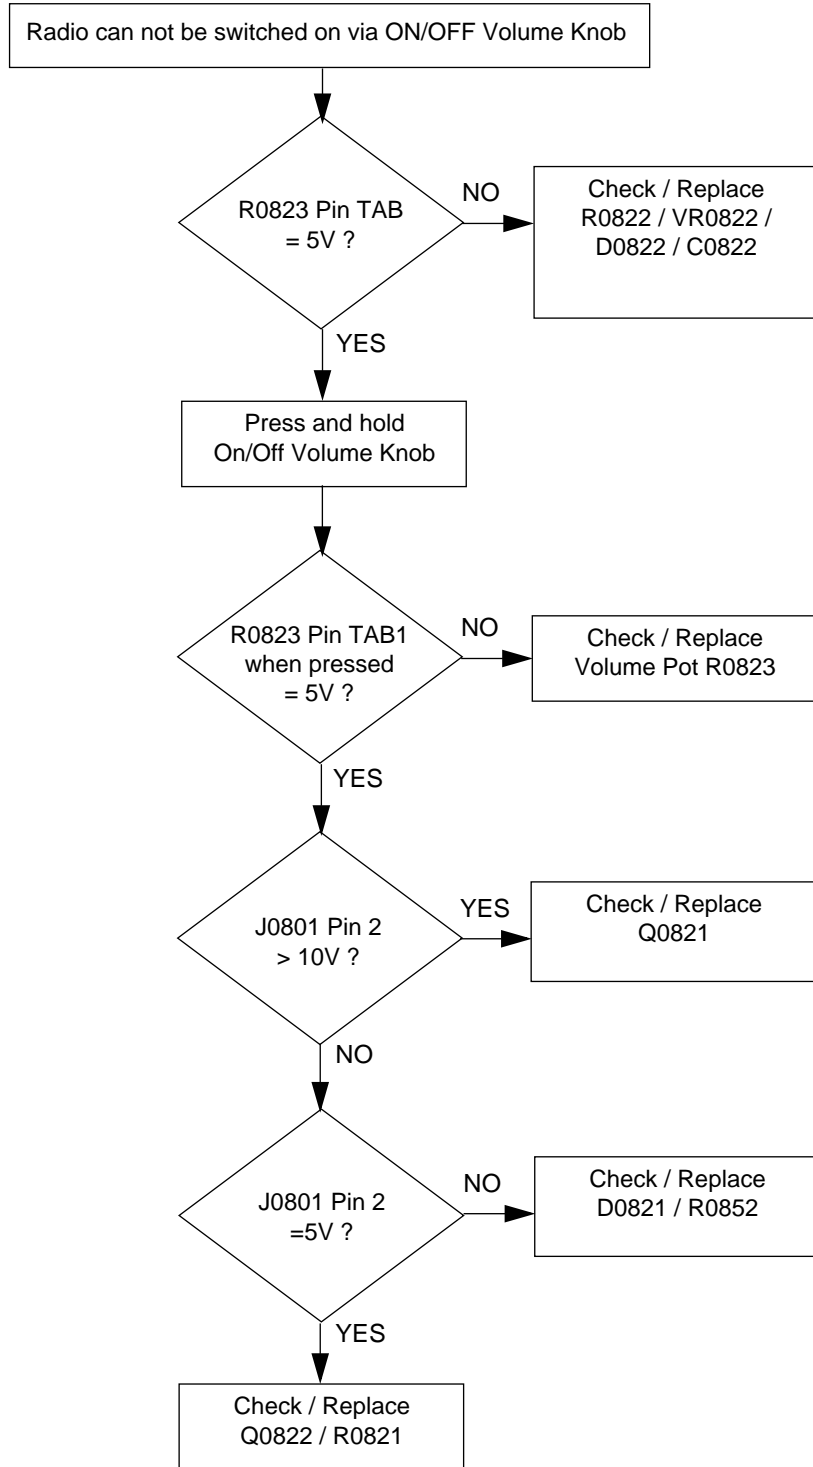 Radio can not be switched on via ON/OFF Volume Knob
R0823 Pin TAB
= 5V ?
NO
Check / Replace
R0822 / VR0822 /
D0822 / C0822
YES
Press and hold
On/Off Volume Knob
R0823 Pin TAB1
when pressed
= 5V ?
NO
Check / Replace
Volume Pot R0823
YES
J0801 Pin 2
> 10V ?
YES
Check / Replace
Q0821
NO
J0801 Pin 2
=5V ?
NO
Check / Replace
D0821 / R0852
YES
Check / Replace
Q0822 / R0821